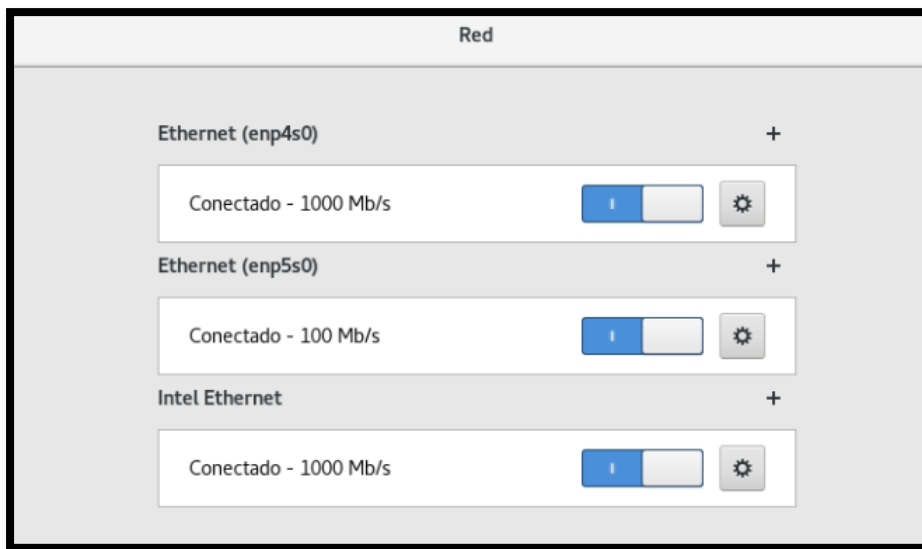 Red
Ethernet (enp4s0)
Conectado - 1000 Mb/s
Ethernet (enp5s0)
Conectado - 100 Mb/s
Intel Ethernet
Conectado - 1000 Mb/s